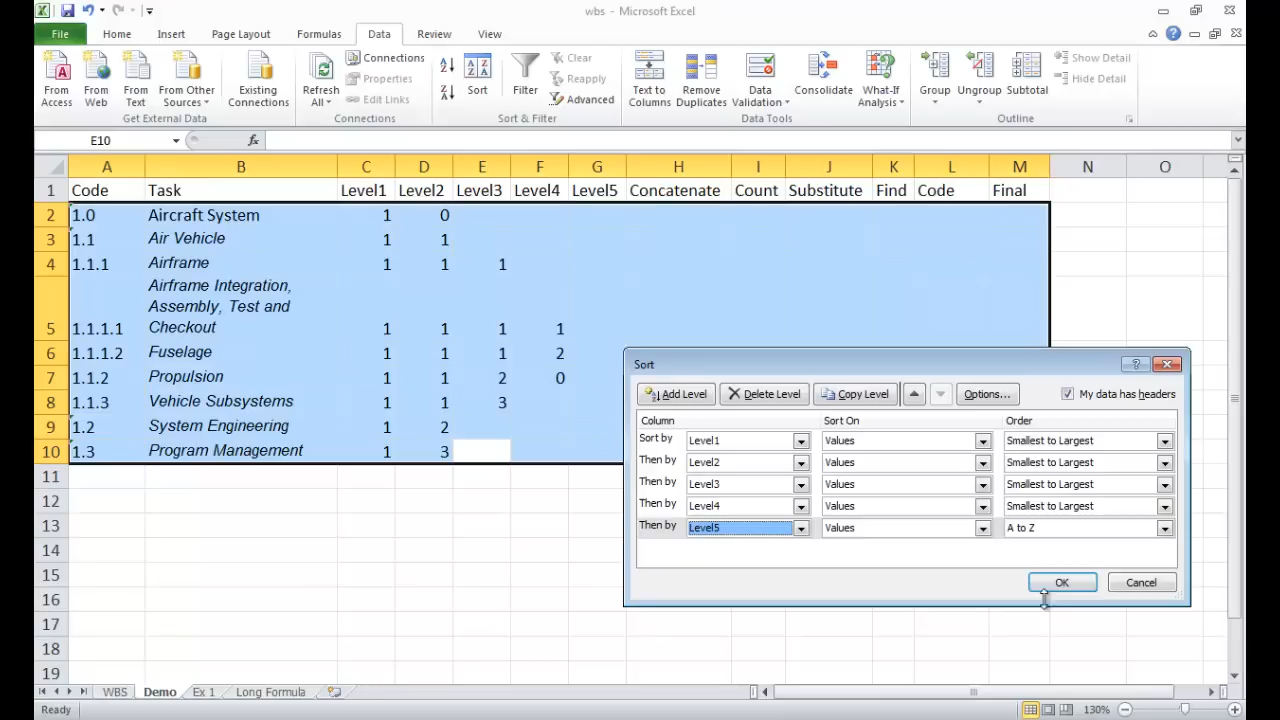 wbs - Microsoft Excel
File Home Insert Page Layout Formulas Data Review View
From Access
From Web
From Text
From Other Sources
Existing Connections
Get External Data
Refresh All
Connections
Properties
Edit Links
Connections
A Z
Z A
Sort
Filter
Clear
Reapply
Advanced
Sort & Filter
Text to Columns
Remove Duplicates
Data Validation
Consolidate
What-If Analysis
Data Tools
Group
Ungroup
Subtotal
Show Detail
Hide Detail
Outline
E10 fx
A B C D E F G H I J K L M N O
1 Code Task Level1 Level2 Level3 Level4 Level5 Concatenate Count Substitute Find Code Final
2 1.0 Aircraft System 1 0
3 1.1 Air Vehicle 1 1
4 1.1.1 Airframe 1 1 1
Airframe Integration,
Assembly, Test and
5 1.1.1.1 Checkout 1 1 1 1
6 1.1.1.2 Fuselage 1 1 1 2
7 1.1.2 Propulsion 1 1 2 0
8 1.1.3 Vehicle Subsystems 1 1 3
9 1.2 System Engineering 1 2
10 1.3 Program Management 1 3
11
12
13
14
15
16
17
18
19
Sort
Add Level Delete Level Copy Level Options... My data has headers
Column Sort On Order
Sort by Level1 Values Smallest to Largest
Then by Level2 Values Smallest to Largest
Then by Level3 Values Smallest to Largest
Then by Level4 Values Smallest to Largest
Then by Level5 Values A to Z
OK Cancel
WBS Demo Ex 1 Long Formula
Ready 130%